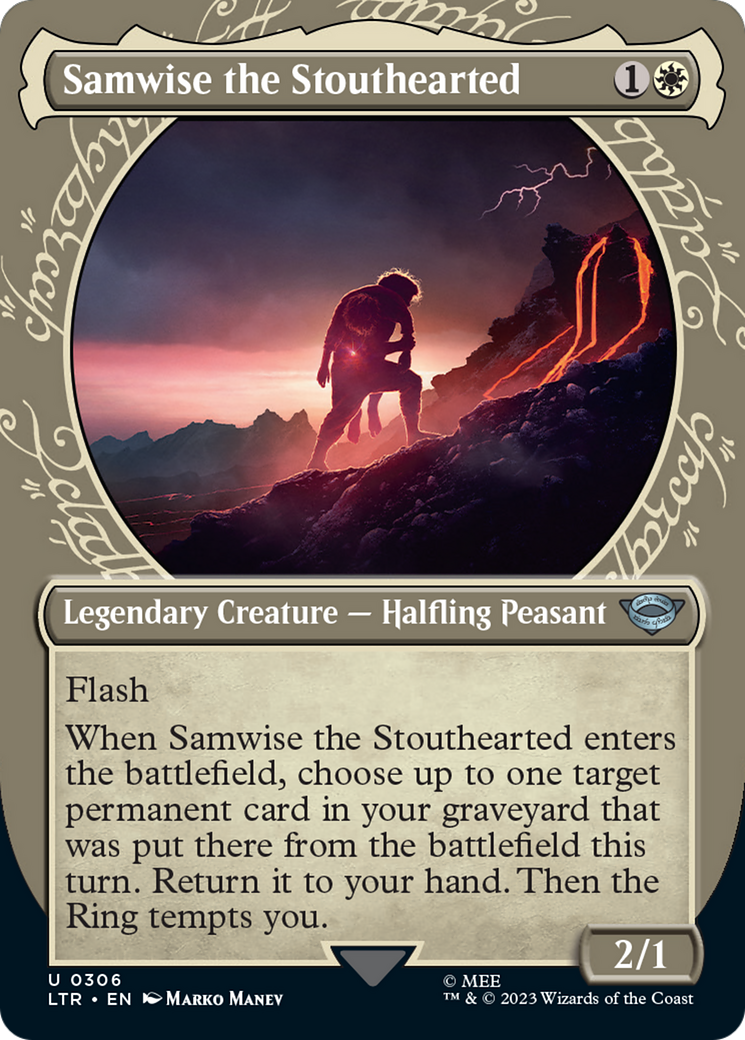 Samwise the Stouthearted 1
Legendary Creature — Halfling Peasant
Flash
When Samwise the Stouthearted enters
the battlefield, choose up to one target
permanent card in your graveyard that
was put there from the battlefield this
turn. Return it to your hand. Then the
Ring tempts you.
2/1
U 0306
LTR • EN Marko Manev
© MEE
™ & © 2023 Wizards of the Coast